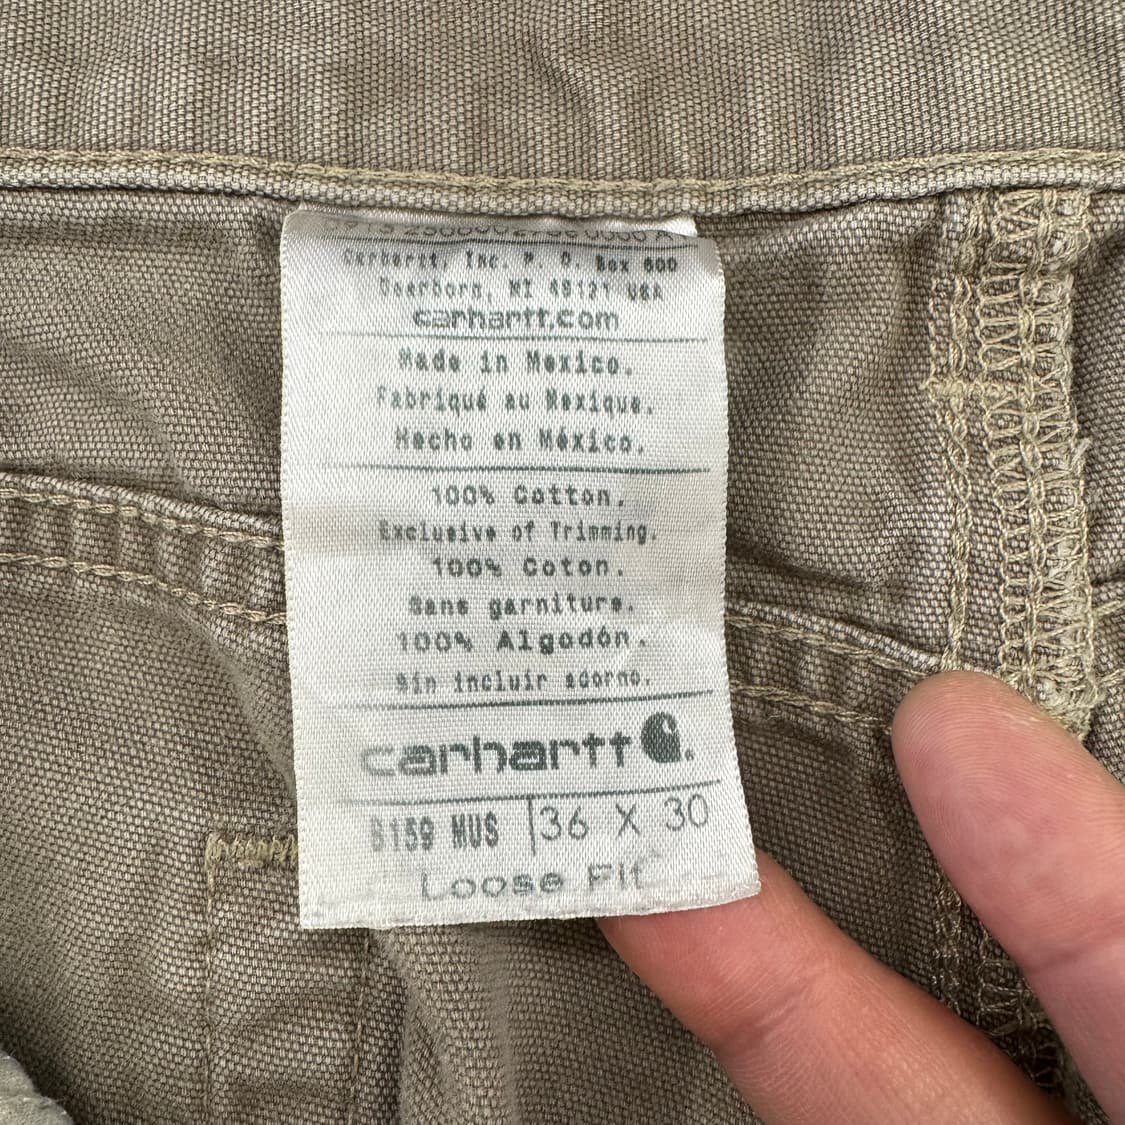 Carhartt, Inc. P. O. Box 600
Dearborn, MI 48121 USA
carhartt.com
Made in Mexico.
Fabriqué au Mexique.
Hecho en México.
100% Cotton.
Exclusive of Trimming.
100% Coton.
Sans garniture.
100% Algodón.
Sin incluir adorno.
carhartt
B159 MUS 36 X 30
Loose Fit